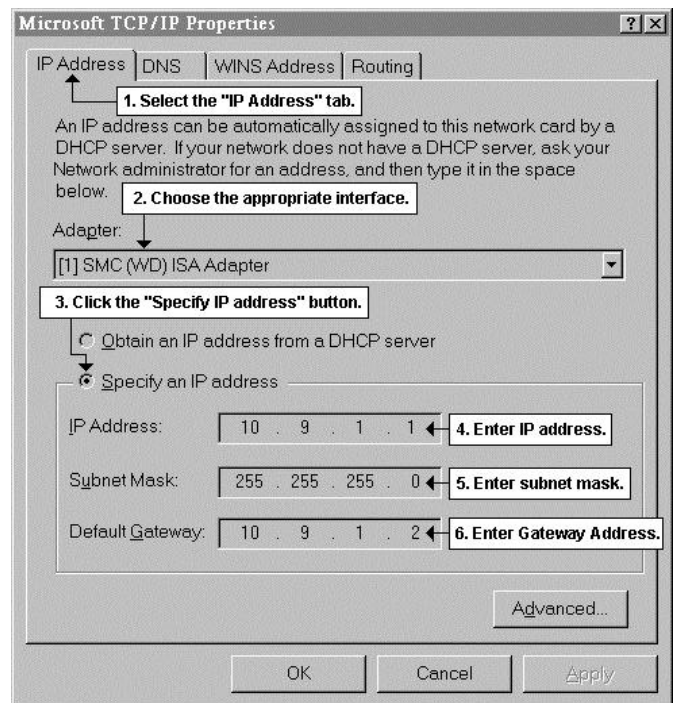 Microsoft TCP/IP Properties
? ×
IP Address DNS WINS Address Routing
1. Select the "IP Address" tab.
An IP address can be automatically assigned to this network card by a
DHCP server. If your network does not have a DHCP server, ask your
Network administrator for an address, and then type it in the space
below.
2. Choose the appropriate interface.
Adapter:
[1] SMC (WD) ISA Adapter
3. Click the "Specify IP address" button.
Obtain an IP address from a DHCP server
Specify an IP address
IP Address: 10 . 9 . 1 . 1
4. Enter IP address.
Subnet Mask: 255 . 255 . 255 . 0
5. Enter subnet mask.
Default Gateway: 10 . 9 . 1 . 2
6. Enter Gateway Address.
Advanced...
OK Cancel Apply